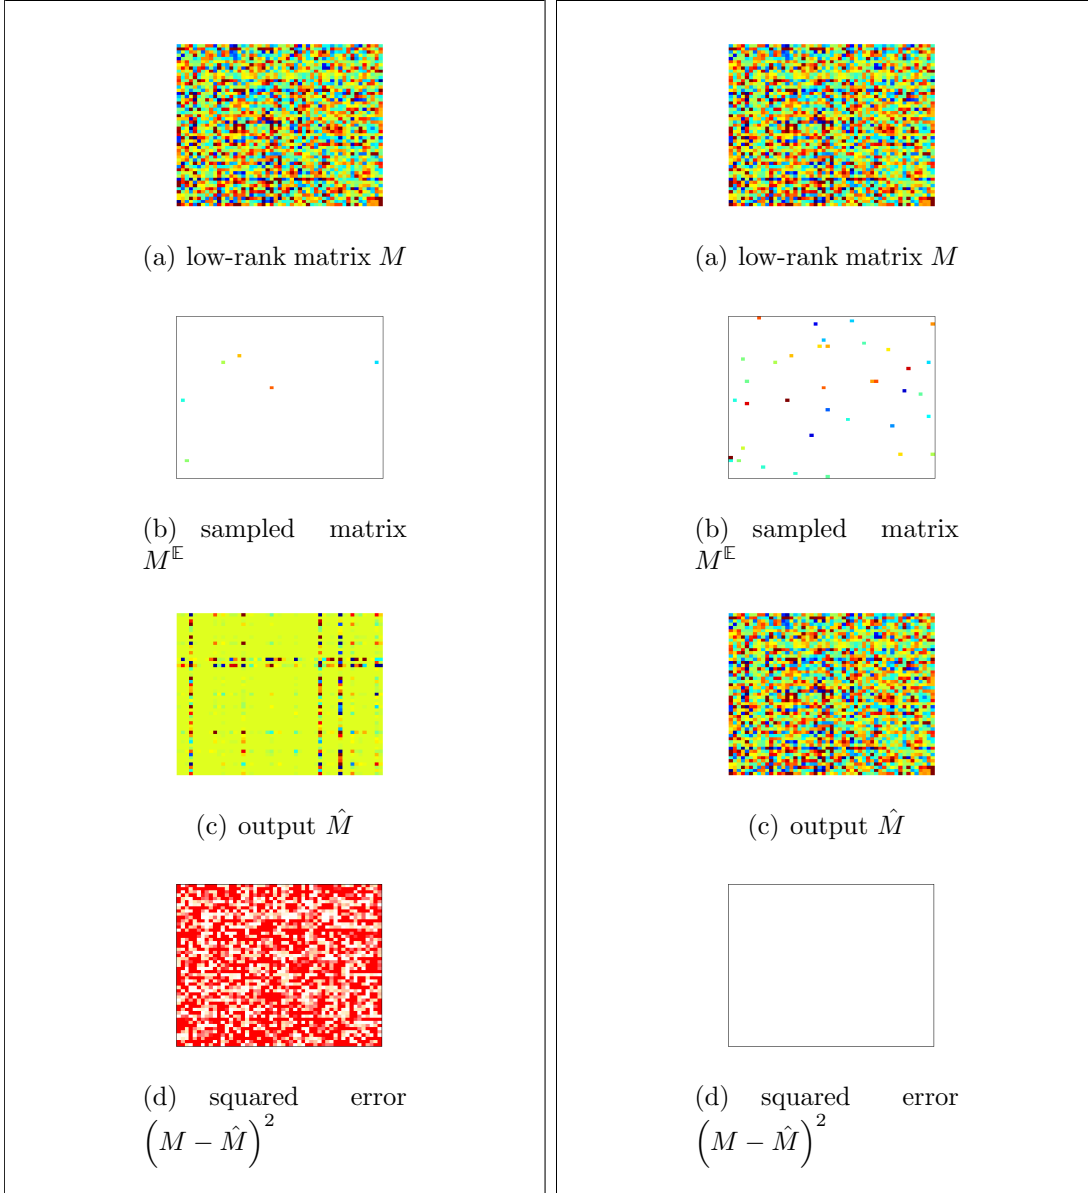 (a) low-rank matrix M
(b) sampled matrix
M^𝔼
(c) output M̂
(d) squared error
(M − M̂)^2
(a) low-rank matrix M
(b) sampled matrix
M^𝔼
(c) output M̂
(d) squared error
(M − M̂)^2